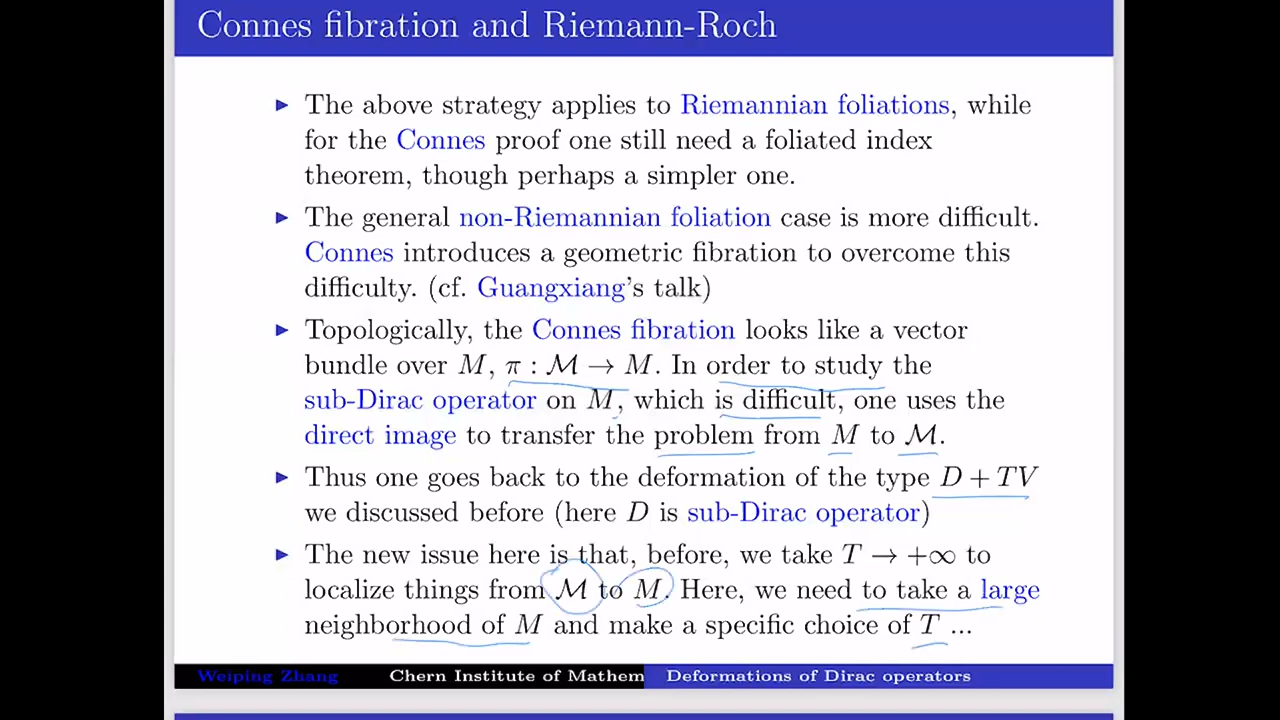 Connes fibration and Riemann-Roch
► The above strategy applies to Riemannian foliations, while
for the Connes proof one still need a foliated index
theorem, though perhaps a simpler one.
► The general non-Riemannian foliation case is more difficult.
Connes introduces a geometric fibration to overcome this
difficulty. (cf. Guangxiang's talk)
► Topologically, the Connes fibration looks like a vector
bundle over M, π : ℳ → M. In order to study the
sub-Dirac operator on M, which is difficult, one uses the
direct image to transfer the problem from M to ℳ.
► Thus one goes back to the deformation of the type D + TV
we discussed before (here D is sub-Dirac operator)
► The new issue here is that, before, we take T → +∞ to
localize things from ℳ to M. Here, we need to take a large
neighborhood of M and make a specific choice of T ...
Weiping Zhang Chern Institute of Mathem Deformations of Dirac operators